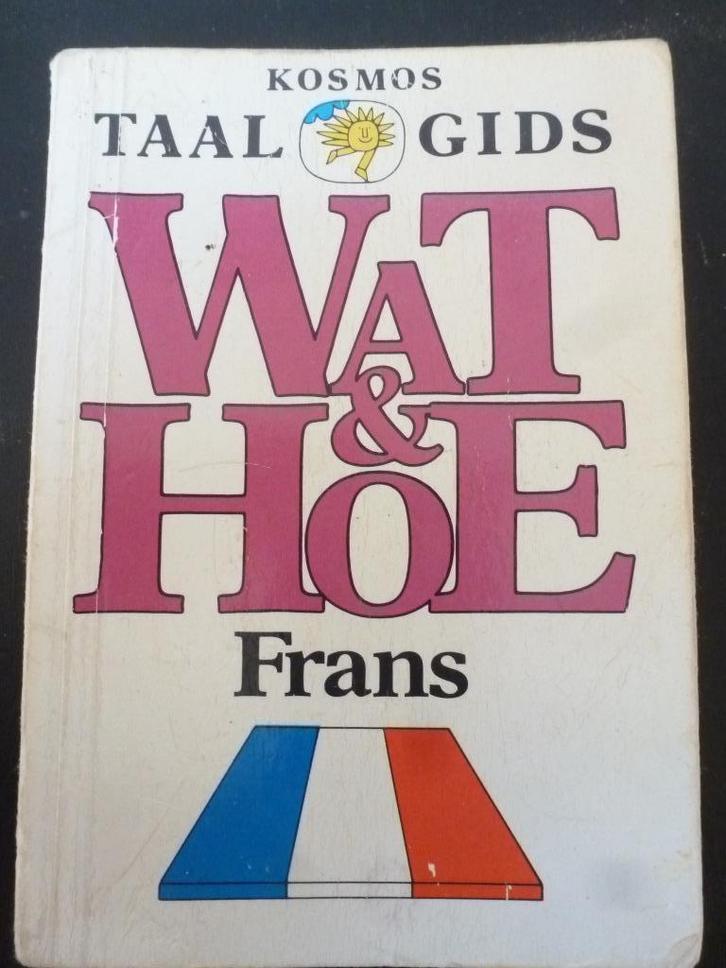 KOSMOS
TAAL GIDS
WAT
&
HOE
Frans